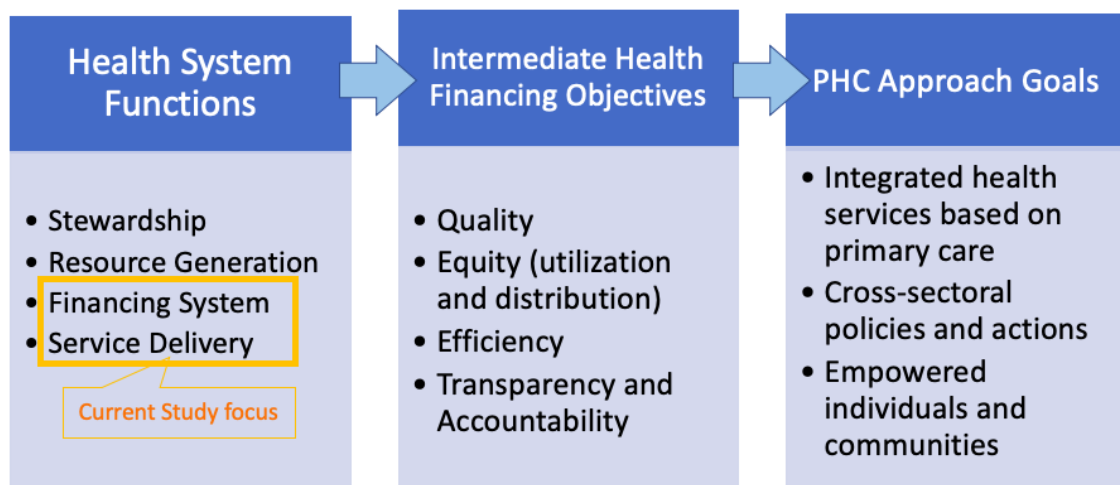 Health System
Functions
• Stewardship
• Resource Generation
• Financing System
• Service Delivery
Current Study focus
Intermediate Health
Financing Objectives
• Quality
• Equity (utilization
and distribution)
• Efficiency
• Transparency and
Accountability
PHC Approach Goals
• Integrated health
services based on
primary care
• Cross-sectoral
policies and actions
• Empowered
individuals and
communities